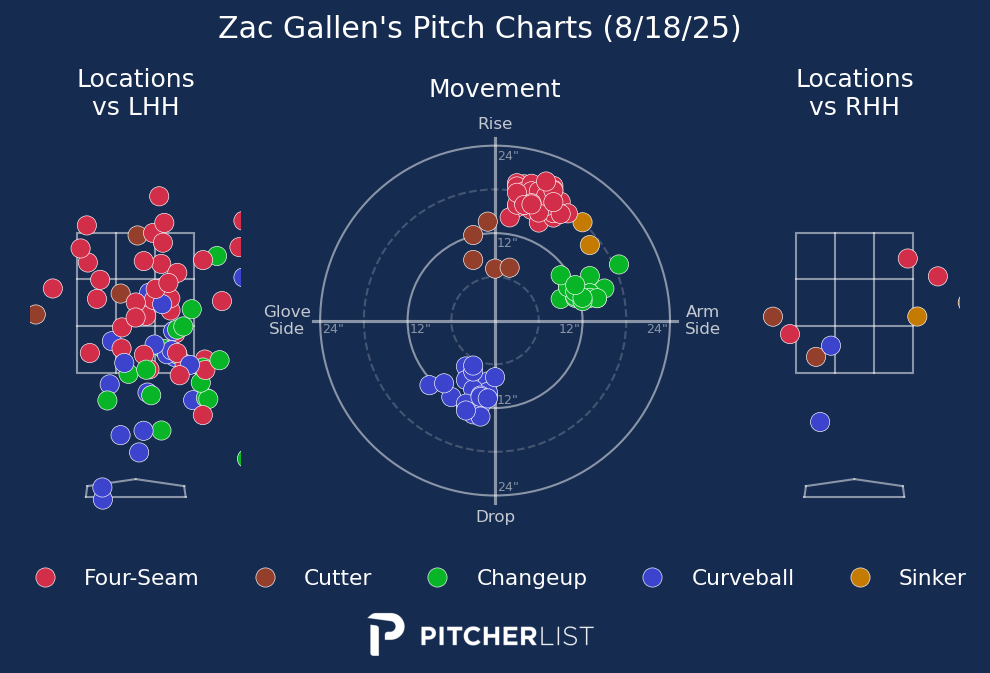 Zac Gallen's Pitch Charts (8/18/25)
Locations
vs LHH
Movement
Locations
vs RHH
Rise
24"
12"
Glove
Side
24"
12"
12"
24"
Arm
Side
12"
24"
Drop
Four-Seam
Cutter
Changeup
Curveball
Sinker
PITCHERLIST